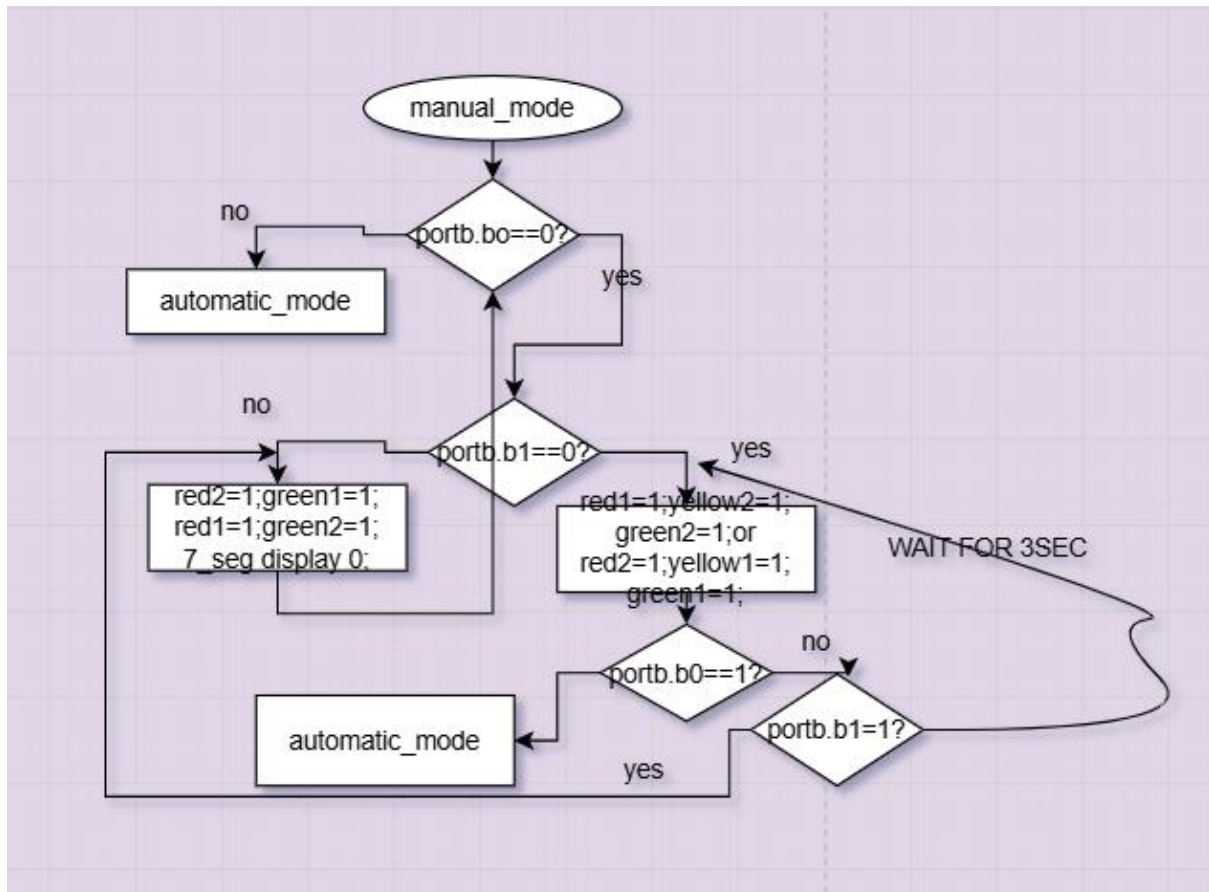 manual_mode
no
portb.bo==0?
yes
automatic_mode
no
portb.b1==0?
yes
red2=1;green1=1;
red1=1;green2=1;
7_seg display 0;
red1=1;yellow2=1;
green2=1;or
red2=1;yellow1=1;
green1=1;
WAIT FOR 3SEC
no
portb.b0==1?
portb.b1=1?
automatic_mode
yes